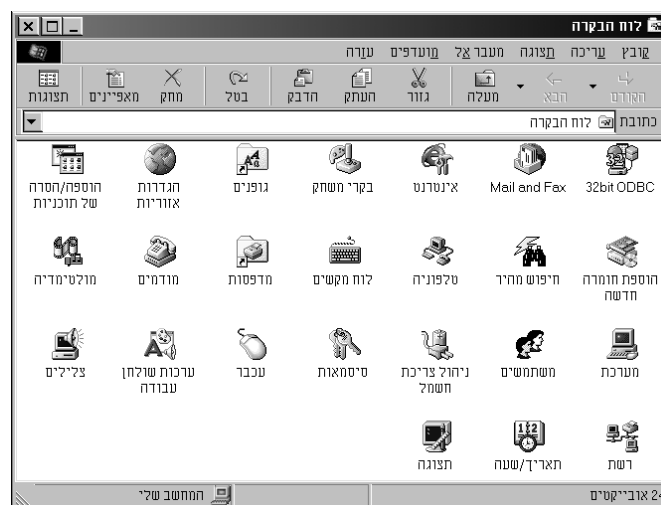 לוח הבקרה
קובץ עריכה תצוגה מעבר אל מועדפים עזרה
הקודם הבא מעלה גזור העתק הדבק בטל מחק מאפיינים תצוגות
כתובת לוח הבקרה
32bit ODBC Mail and Fax אינטרנט בקרי משחק גופנים הגדרות אזוריות הוספה/הסרה של תוכניות
הוספת חומרה חדשה חיפוש מהיר טלפוניה לוח מקשים מדפסות מודמים מולטימדיה
מערכת משתמשים ניהול צריכת חשמל סיסמאות עכבר ערכות שולחן עבודה צלילים
רשת תאריך/שעה תצוגה
24 אובייקטים המחשב שלי